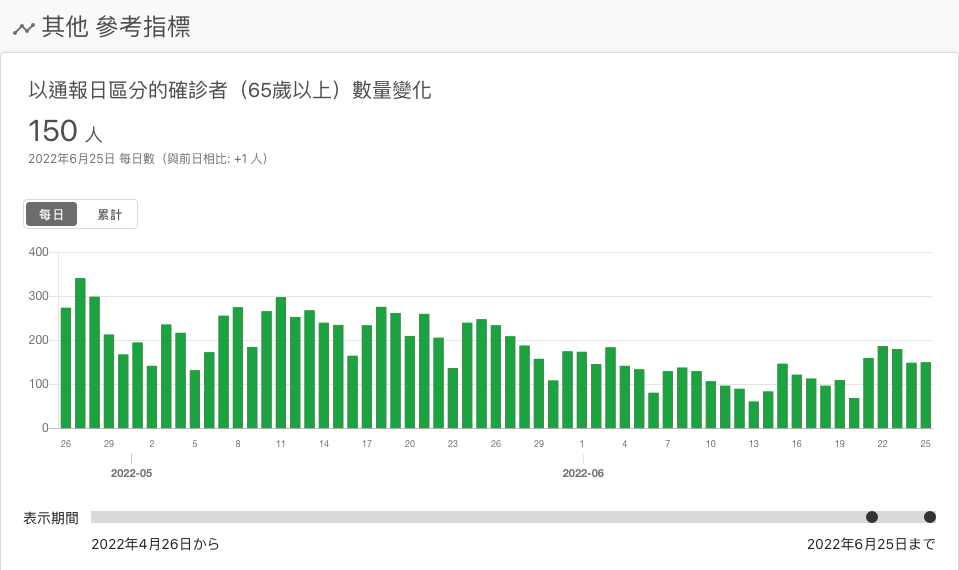 其他 參考指標
以通報日區分的確診者（65歲以上）數量變化
150 人
2022年6月25日 每日數（與前日相比: +1 人）
每日 累計
400
300
200
100
0
26 29 2 5 8 11 14 17 20 23 26 29 1 4 7 10 13 16 19 22 25
2022-05 2022-06
表示期間
2022年4月26日から 2022年6月25日まで